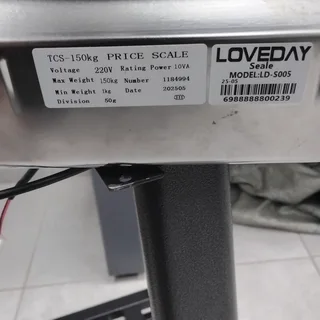 TCS-150kg PRICE SCALE
Voltage 220V Rating Power 10VA
Max Weight 150kg Number 1184994
Min Weight 1kg Date 202505
Division 50g
LOVEDAY
Seale
MODEL:LD-S005
25-05
6988888800239